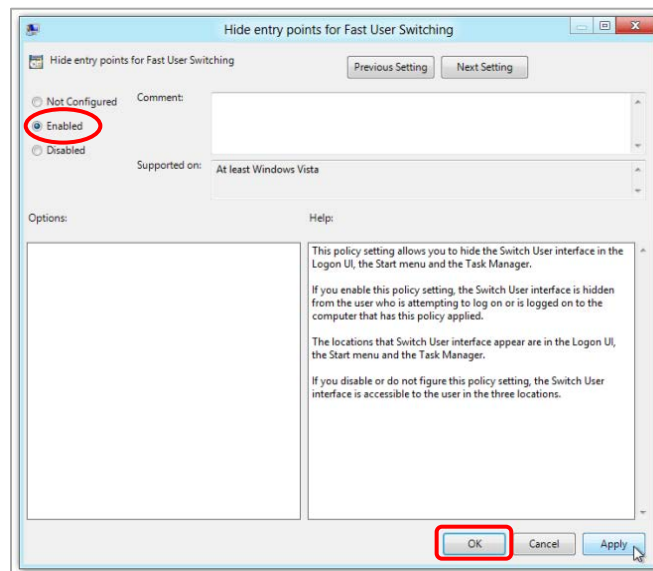 Hide entry points for Fast User Switching
Hide entry points for Fast User Switching
Previous Setting
Next Setting
Not Configured
Comment:
Enabled
Disabled
Supported on:
At least Windows Vista
Options:
Help:
This policy setting allows you to hide the Switch User interface in the
Logon UI, the Start menu and the Task Manager.
If you enable this policy setting, the Switch User interface is hidden
from the user who is attempting to log on or is logged on to the
computer that has this policy applied.
The locations that Switch User interface appear are in the Logon UI,
the Start menu and the Task Manager.
If you disable or do not figure this policy setting, the Switch User
interface is accessible to the user in the three locations.
OK
Cancel
Apply